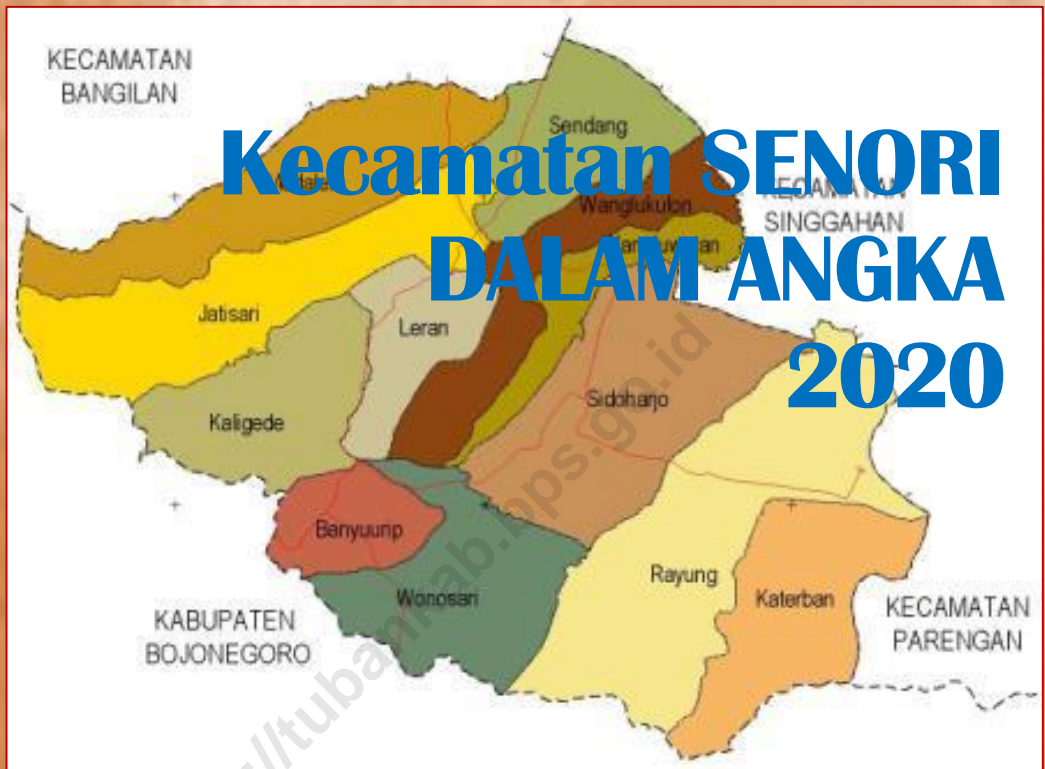 KECAMATAN
BANGILAN
Sendang
Kecamatan SENORI
KECAMATAN
SINGGAHAN
Wanglukulon
DALAM ANGKA
2020
Jatisari
Leran
Sidoharjo
Kaligede
Banyuurip
Wonosari
Rayung
Katerban
KABUPATEN
BOJONEGORO
KECAMATAN
PARENGAN